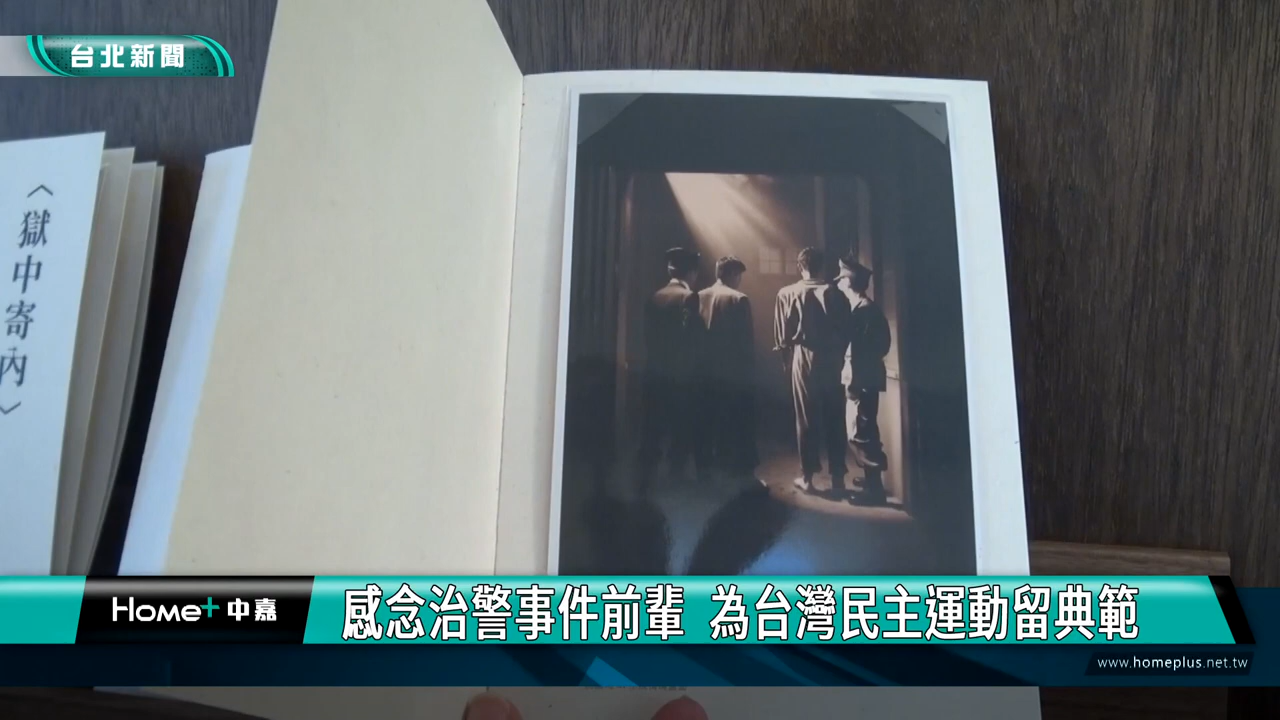 台北新聞
〈獄中寄內〉
Home+中嘉
感念治警事件前輩 為台灣民主運動留典範
www.homeplus.net.tw